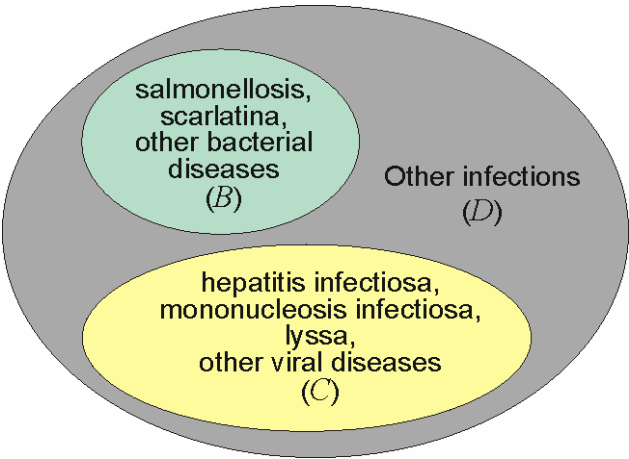 salmonellosis,
scarlatina,
other bacterial
diseases
(B)
Other infections
(D)
hepatitis infectiosa,
mononucleosis infectiosa,
lyssa,
other viral diseases
(C)